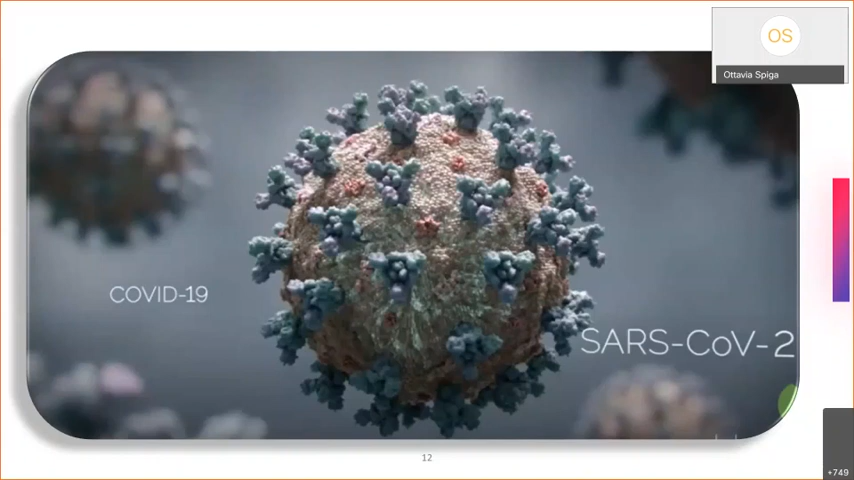 OS
Ottavia Spiga
COVID-19
SARS-CoV-2
12
+749